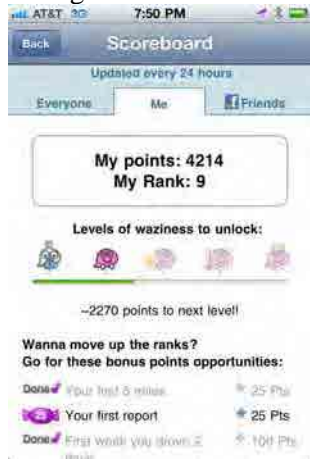 AT&T 3G 7:50 PM
Back Scoreboard
Updated every 24 hours
Everyone Me Friends
My points: 4214
My Rank: 9
Levels of waziness to unlock:
~2270 points to next level!
Wanna move up the ranks?
Go for these bonus points opportunities:
Done Your first 5 miles 25 Pts
Your first report 25 Pts
Done First week you drove 100 Pts